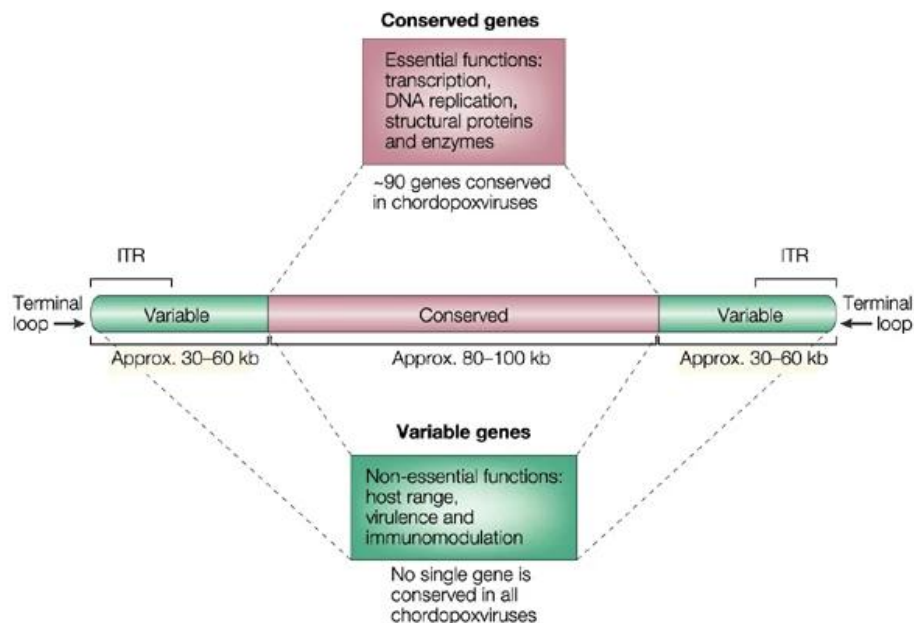 Conserved genes
Essential functions:
transcription,
DNA replication,
structural proteins
and enzymes
~90 genes conserved
in chordopoxviruses
ITR
ITR
Terminal
loop
Variable
Conserved
Variable
Terminal
loop
Approx. 30–60 kb
Approx. 80–100 kb
Approx. 30–60 kb
Variable genes
Non-essential functions:
host range,
virulence and
immunomodulation
No single gene is
conserved in all
chordopoxviruses